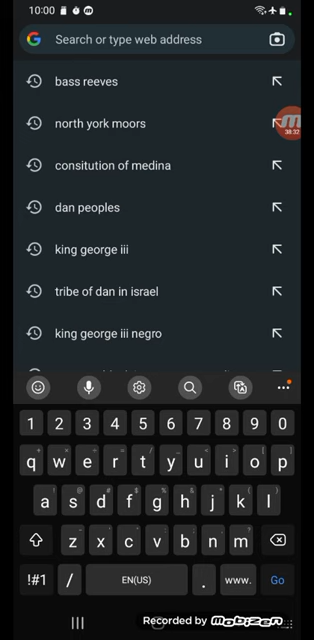 10:00
Search or type web address
bass reeves
north york moors
38:32
consitution of medina
dan peoples
king george iii
tribe of dan in israel
king george iii negro
1 2 3 4 5 6 7 8 9 0
q w e r t y u i o p
a s d f g h j k l
z x c v b n m
!#1 / EN(US) . www. Go
Recorded by Mobizen